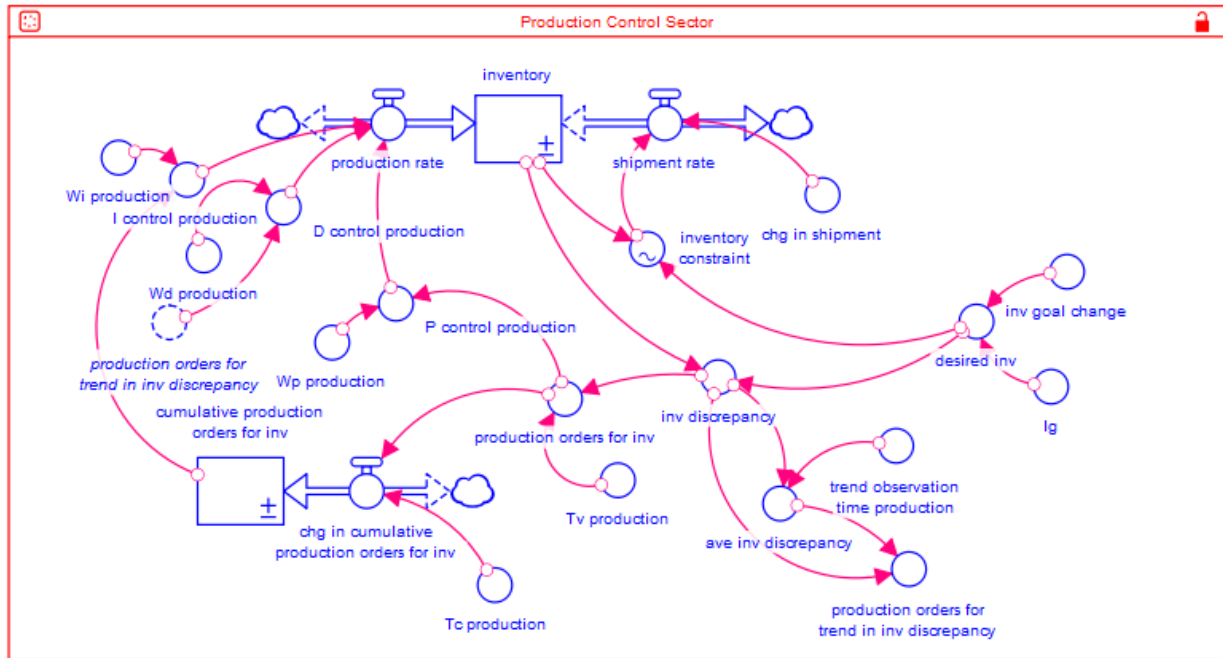 Production Control Sector
inventory
production rate
shipment rate
Wi production
I control production
D control production
inventory
constraint
chg in shipment
Wd production
inv goal change
P control production
production orders for
trend in inv discrepancy
Wp production
desired inv
cumulative production
orders for inv
production orders for inv
inv discrepancy
Ig
trend observation
time production
Tv production
chg in cumulative
production orders for inv
ave inv discrepancy
Tc production
production orders for
trend in inv discrepancy